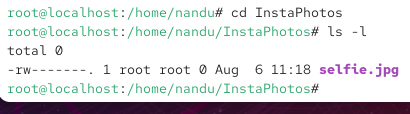 root@localhost:/home/nandu# cd InstaPhotos
root@localhost:/home/nandu/InstaPhotos# ls -l
total 0
-rw-------. 1 root root 0 Aug  6 11:18 selfie.jpg
root@localhost:/home/nandu/InstaPhotos#